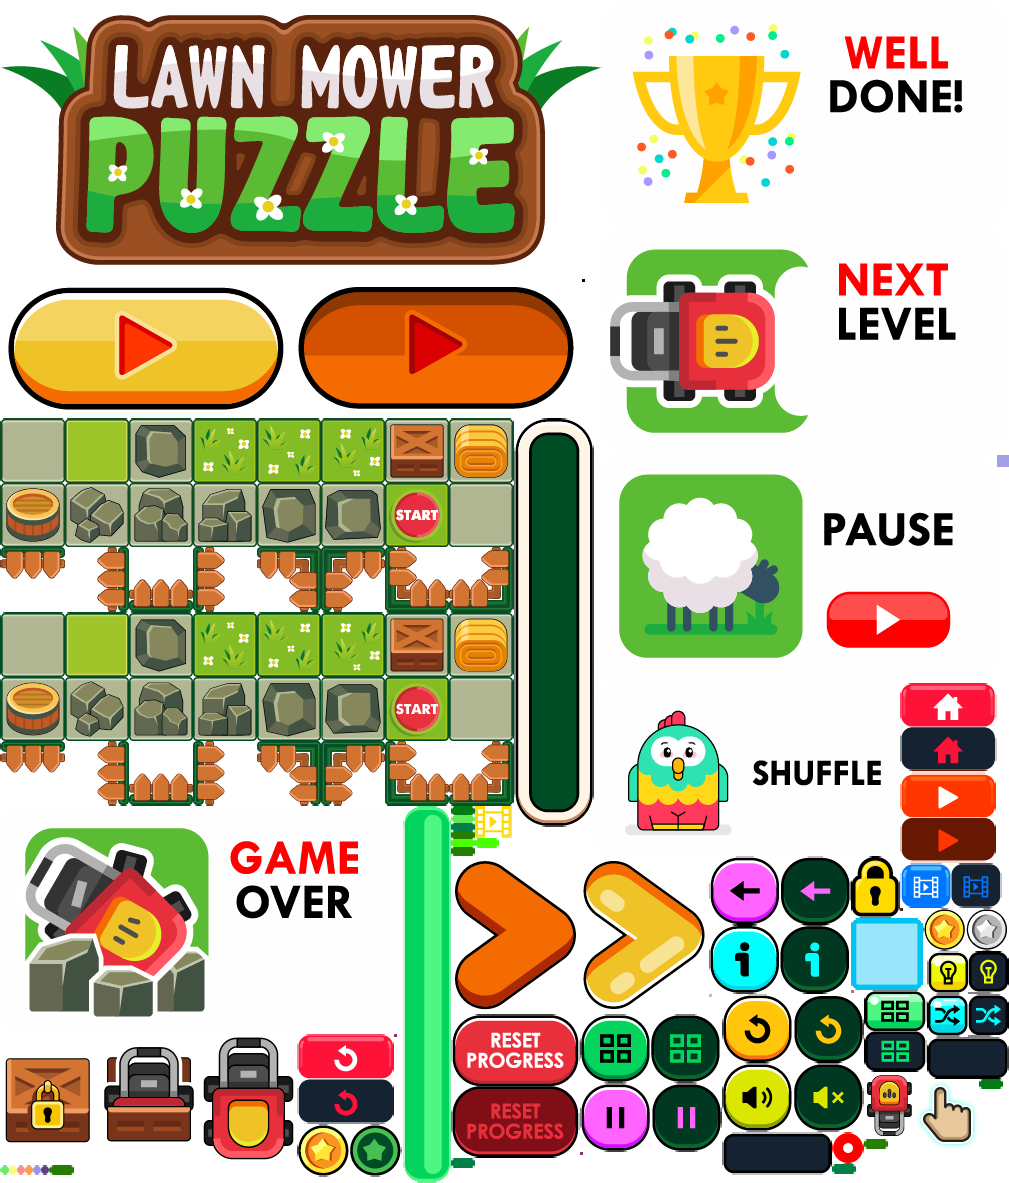 LAWN MOWER
PUZZLE
WELL
DONE!
NEXT
LEVEL
START
PAUSE
START
SHUFFLE
GAME
OVER
RESET
PROGRESS
RESET
PROGRESS